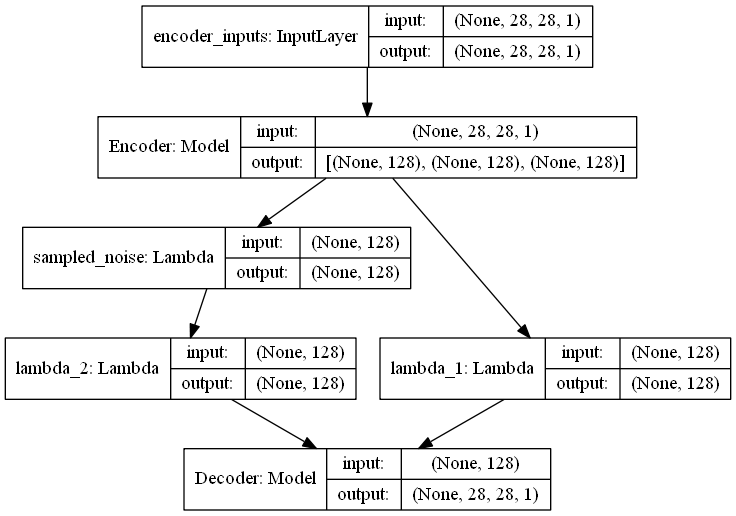 encoder_inputs: InputLayer
input:
(None, 28, 28, 1)
output:
(None, 28, 28, 1)
Encoder: Model
input:
(None, 28, 28, 1)
output:
[(None, 128), (None, 128), (None, 128)]
sampled_noise: Lambda
input:
(None, 128)
output:
(None, 128)
lambda_2: Lambda
input:
(None, 128)
output:
(None, 128)
lambda_1: Lambda
input:
(None, 128)
output:
(None, 128)
Decoder: Model
input:
(None, 128)
output:
(None, 28, 28, 1)